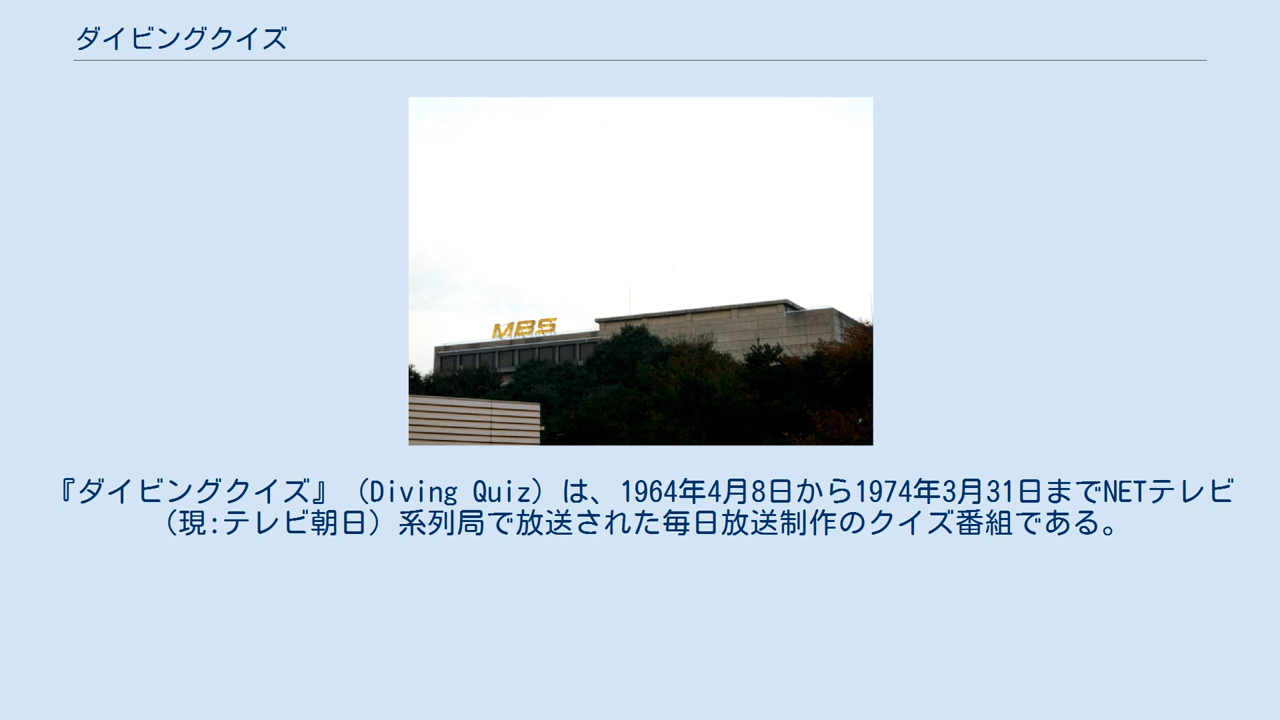 ダイビングクイズ
MBS
『ダイビングクイズ』（Diving Quiz）は、1964年4月8日から1974年3月31日までNETテレビ
（現:テレビ朝日）系列局で放送された毎日放送制作のクイズ番組である。